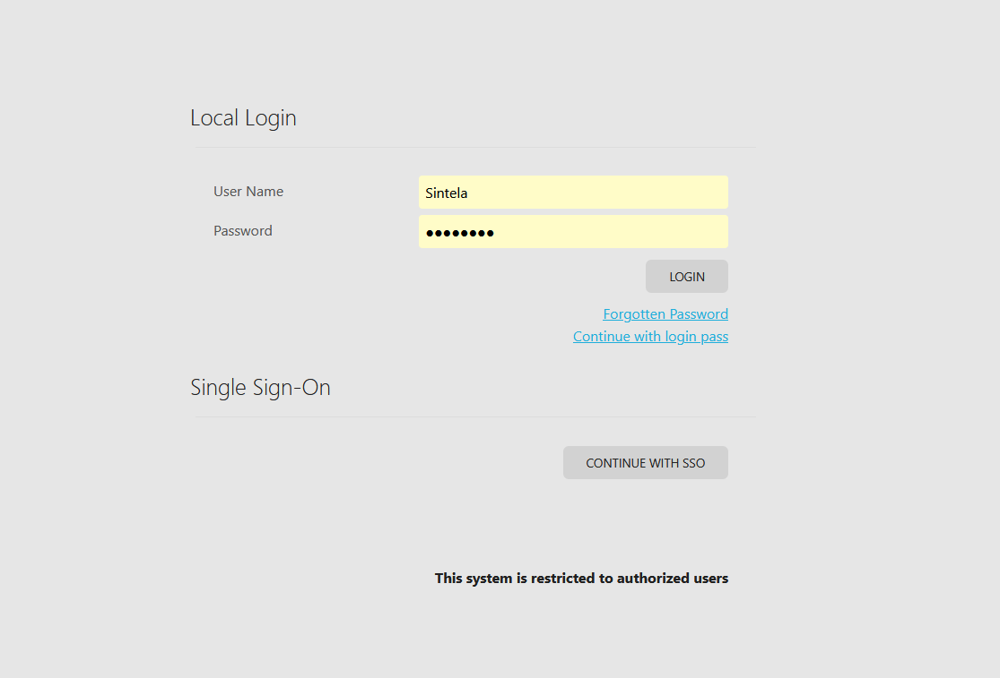 Local Login
User Name
Sintela
Password
●●●●●●●●
LOGIN
Forgotten Password
Continue with login pass
Single Sign-On
CONTINUE WITH SSO
This system is restricted to authorized users